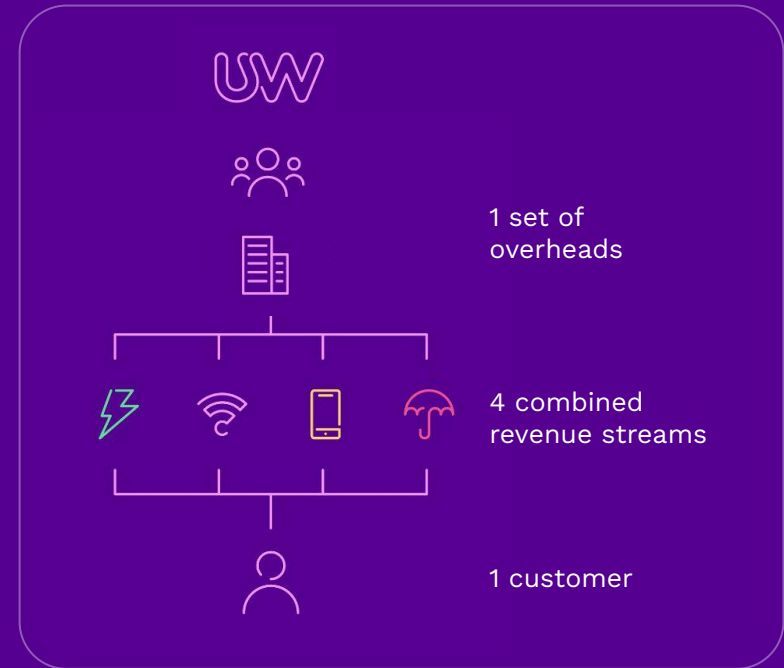 UW
1 set of
overheads
4 combined
revenue streams
1 customer